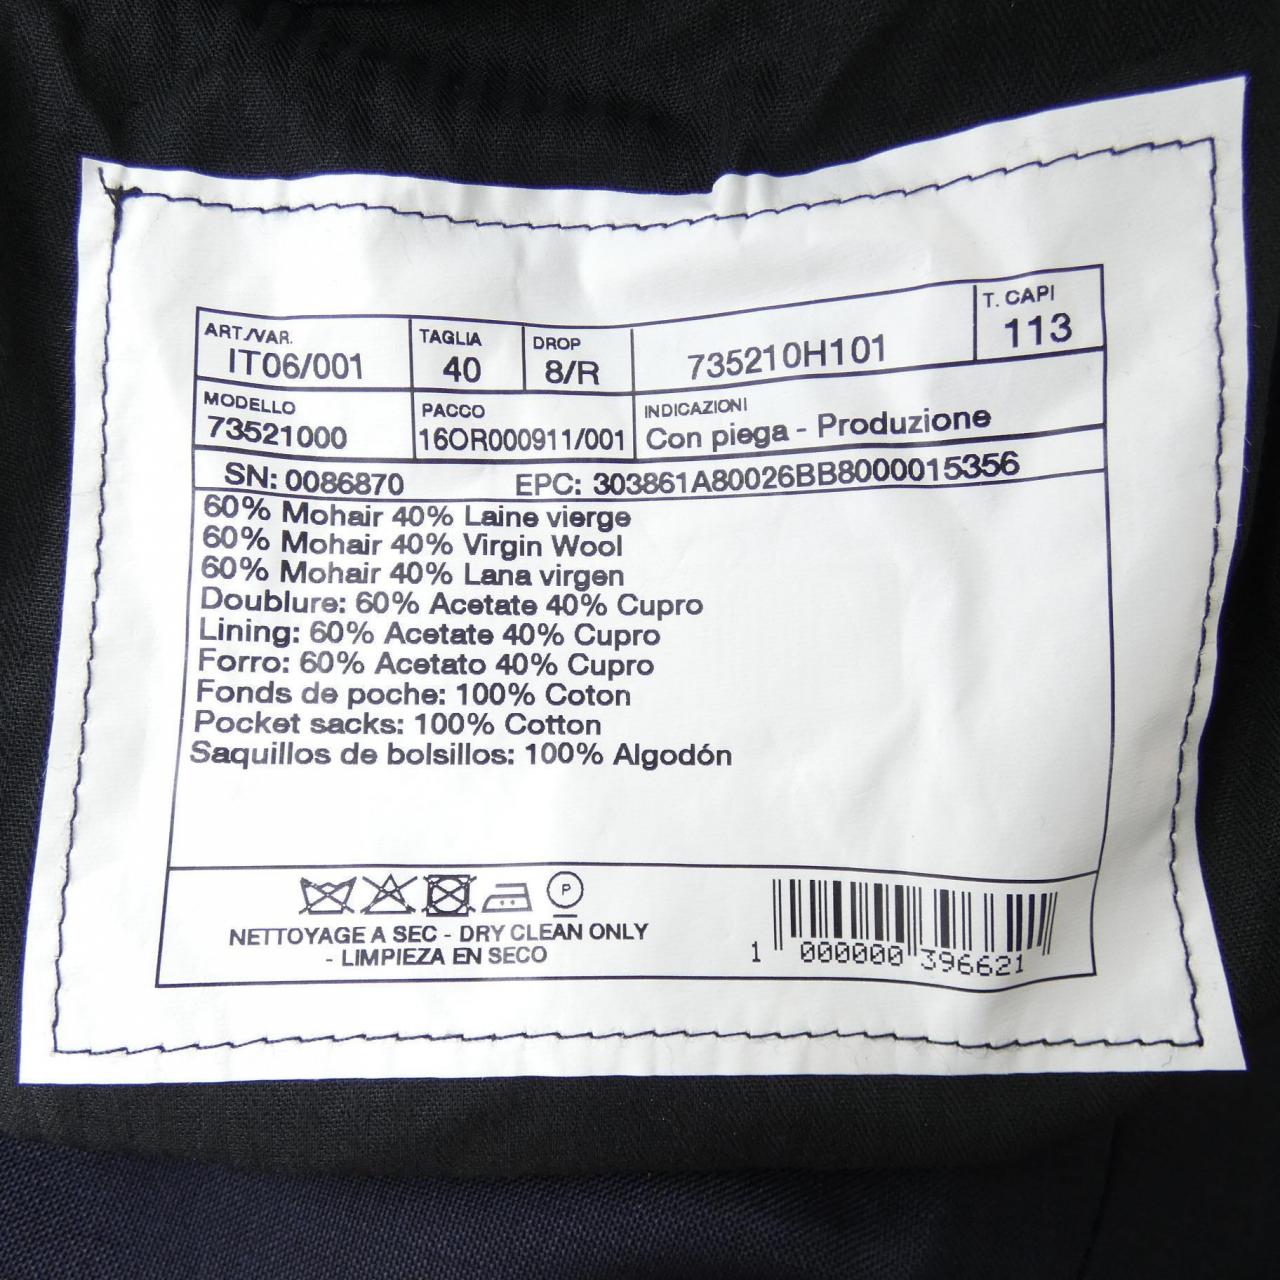 ART/VAR. TAGLIA DROP 735210H101 T. CAPI
IT06/001 40 8/R 113
MODELLO PACCO INDICAZIONI
73521000 16OR000911/001 Con piega - Produzione
SN: 0086870 EPC: 303861A80026BB8000015356
60% Mohair 40% Laine vierge
60% Mohair 40% Virgin Wool
60% Mohair 40% Lana virgen
Doublure: 60% Acetate 40% Cupro
Lining: 60% Acetate 40% Cupro
Forro: 60% Acetato 40% Cupro
Fonds de poche: 100% Coton
Pocket sacks: 100% Cotton
Saquillos de bolsillos: 100% Algodón
P
NETTOYAGE A SEC - DRY CLEAN ONLY
- LIMPIEZA EN SECO
1 000000 396621